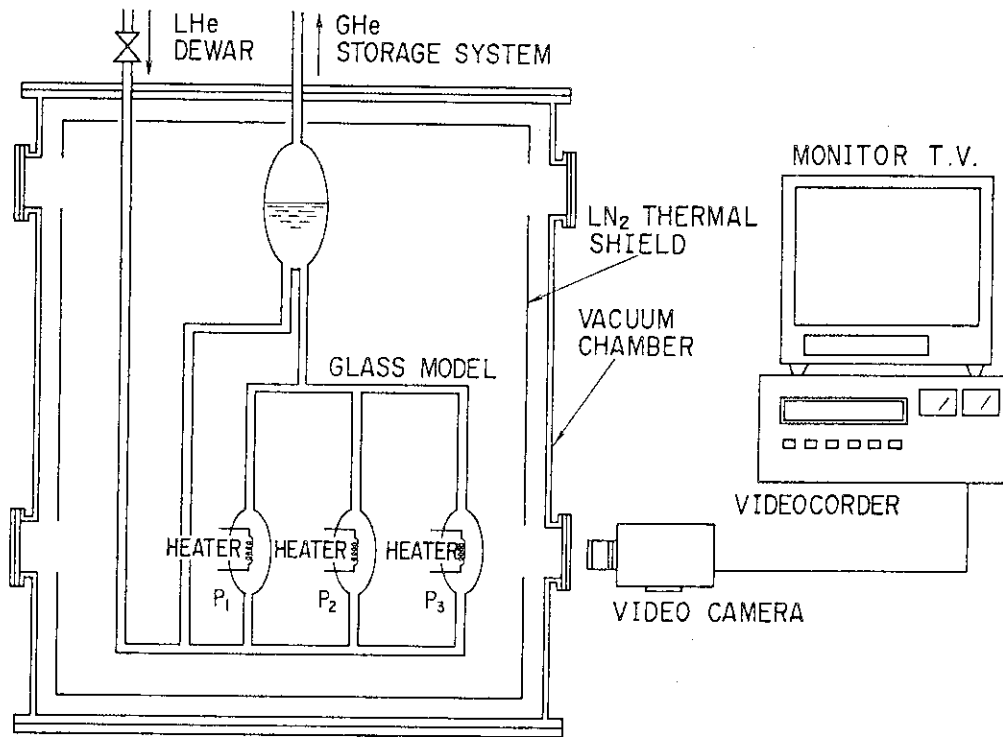 LHe
DEWAR
GHe
STORAGE SYSTEM
MONITOR T.V.
LN₂ THERMAL
SHIELD
VACUUM
CHAMBER
GLASS MODEL
VIDEOCORDER
HEATER
HEATER
HEATER
P₁
P₂
P₃
VIDEO CAMERA